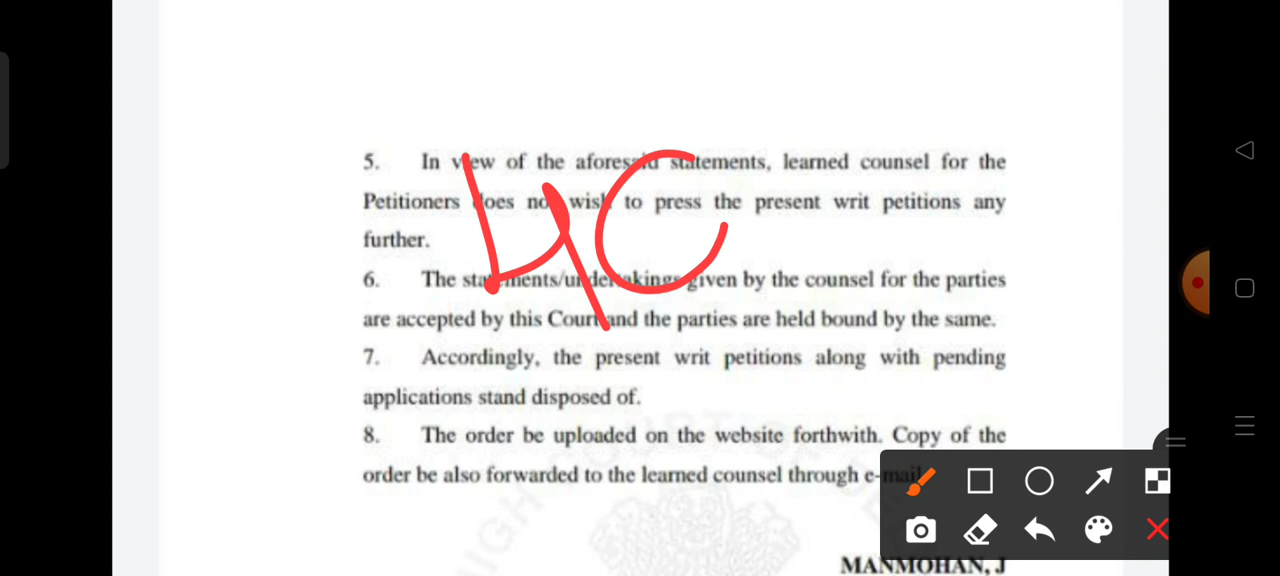 5. In view of the aforesaid statements, learned counsel for the
Petitioners does not wish to press the present writ petitions any
further.
6. The statements/undertakings given by the counsel for the parties
are accepted by this Court and the parties are held bound by the same.
7. Accordingly, the present writ petitions along with pending
applications stand disposed of.
8. The order be uploaded on the website forthwith. Copy of the
order be also forwarded to the learned counsel through e-mail
MANMOHAN, J